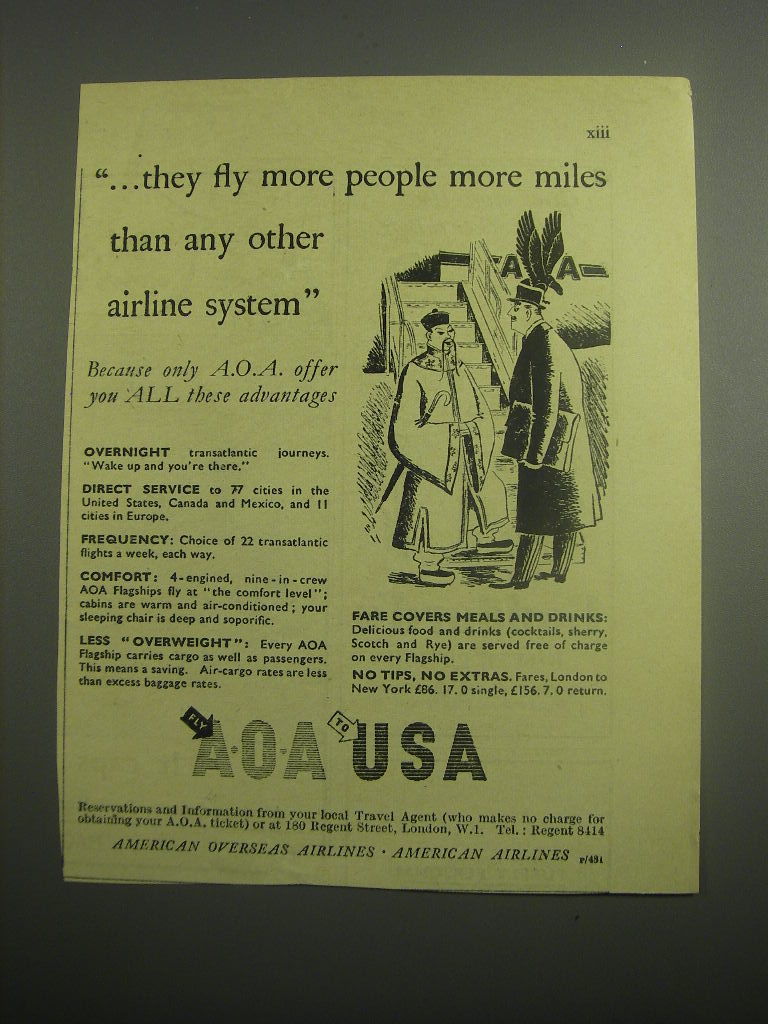 xiii
"...they fly more people more miles
than any other
airline system"
Because only A.O.A. offer
you ALL these advantages
OVERNIGHT transatlantic journeys.
"Wake up and you're there."
DIRECT SERVICE to 77 cities in the
United States, Canada and Mexico, and 11
cities in Europe.
FREQUENCY: Choice of 22 transatlantic
flights a week, each way.
COMFORT: 4-engined, nine-in-crew
AOA Flagships fly at "the comfort level";
cabins are warm and air-conditioned; your
sleeping chair is deep and soporific.
LESS "OVERWEIGHT": Every AOA
Flagship carries cargo as well as passengers.
This means a saving. Air-cargo rates are less
than excess baggage rates.
A A
FARE COVERS MEALS AND DRINKS:
Delicious food and drinks (cocktails, sherry,
Scotch and Rye) are served free of charge
on every Flagship.
NO TIPS, NO EXTRAS. Fares, London to
New York £86. 17. 0 single, £156. 7. 0 return.
FLY A·O·A TO USA
Reservations and Information from your local Travel Agent (who makes no charge for
obtaining your A.O.A. ticket) or at 180 Regent Street, London, W.1. Tel.: Regent 8414
AMERICAN OVERSEAS AIRLINES · AMERICAN AIRLINES P/431